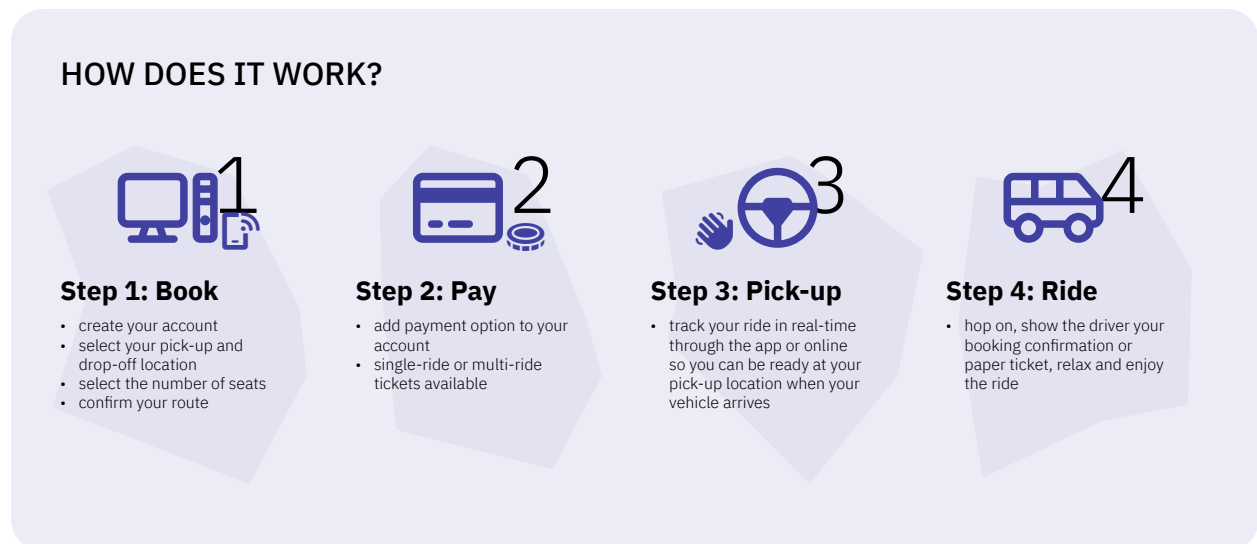 HOW DOES IT WORK?
1
Step 1: Book
• create your account
• select your pick-up and
drop-off location
• select the number of seats
• confirm your route
2
Step 2: Pay
• add payment option to your
account
• single-ride or multi-ride
tickets available
3
Step 3: Pick-up
• track your ride in real-time
through the app or online
so you can be ready at your
pick-up location when your
vehicle arrives
4
Step 4: Ride
• hop on, show the driver your
booking confirmation or
paper ticket, relax and enjoy
the ride